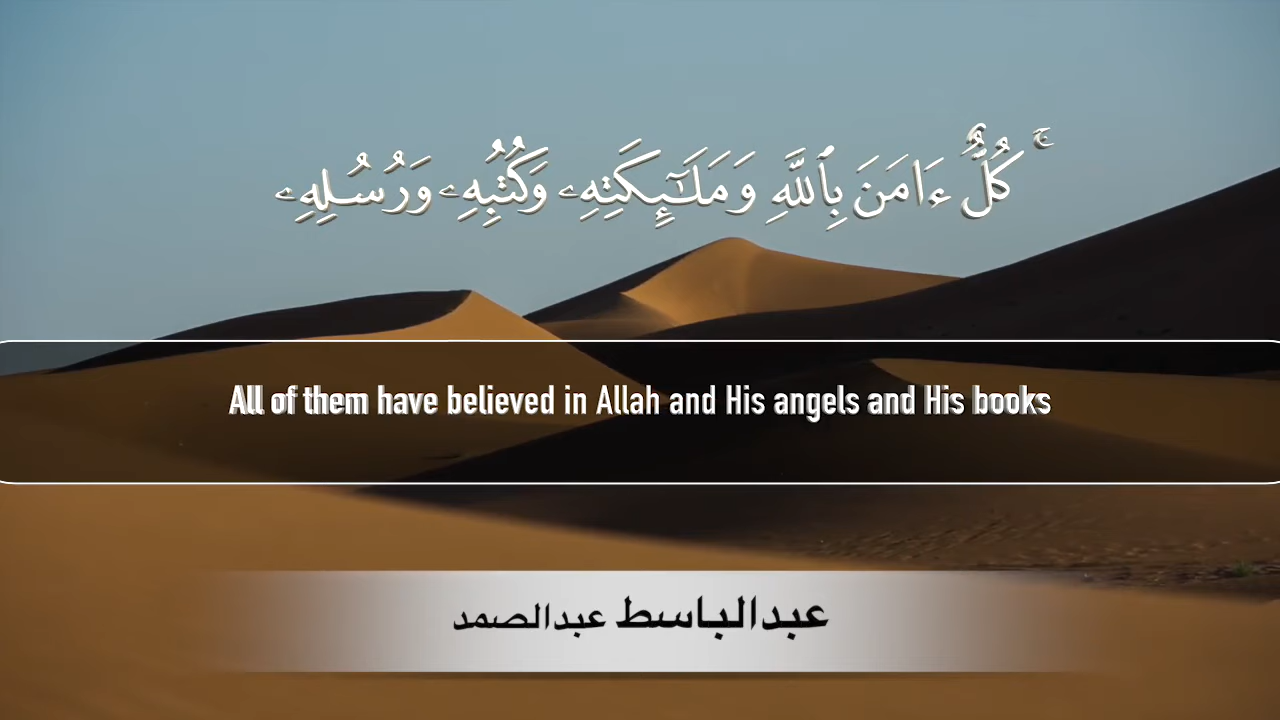 ۚ كُلٌّ ءَامَنَ بِٱللَّهِ وَمَلَـٰٓئِكَتِهِۦ وَكُتُبِهِۦ وَرُسُلِهِۦ
All of them have believed in Allah and His angels and His books
عبدالباسط عبدالصمد